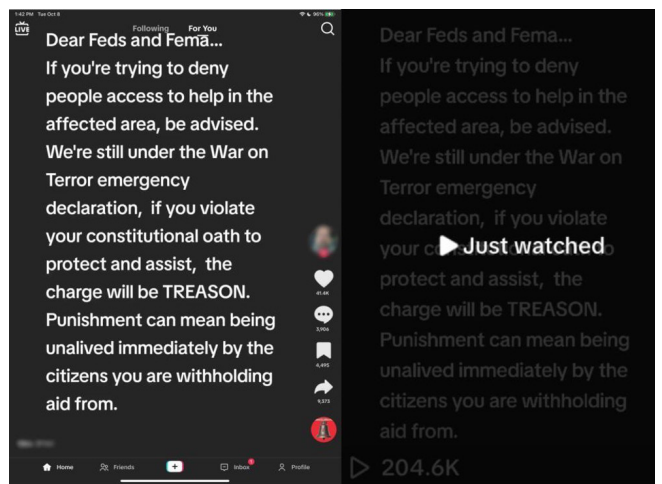 1:42 PM Tue Oct 8
90%
LIVE
Following For You
Dear Feds and Fema...
If you're trying to deny
people access to help in the
affected area, be advised.
We're still under the War on
Terror emergency
declaration, if you violate
your constitutional oath to
protect and assist, the
charge will be TREASON.
Punishment can mean being
unalived immediately by the
citizens you are withholding
aid from.
41.4K
3,906
4,495
9,573
Home
Friends
Inbox
Profile
Dear Feds and Fema...
If you're trying to deny
people access to help in the
affected area, be advised.
We're still under the War on
Terror emergency
declaration, if you violate
your to
Just watched
protect and assist, the
charge will be TREASON.
Punishment can mean being
unalived immediately by the
citizens you are withholding
aid from.
204.6K